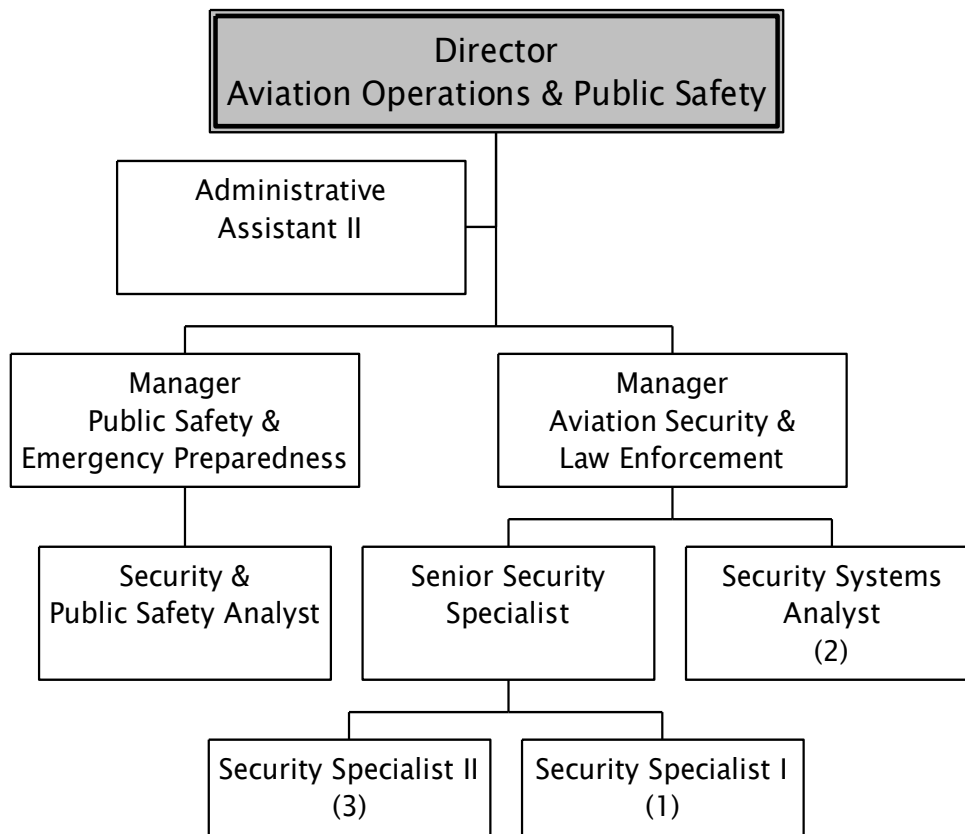 Director
Aviation Operations & Public Safety
Administrative
Assistant II
Manager
Public Safety &
Emergency Preparedness
Manager
Aviation Security &
Law Enforcement
Security &
Public Safety Analyst
Senior Security
Specialist
Security Systems
Analyst
(2)
Security Specialist II
(3)
Security Specialist I
(1)